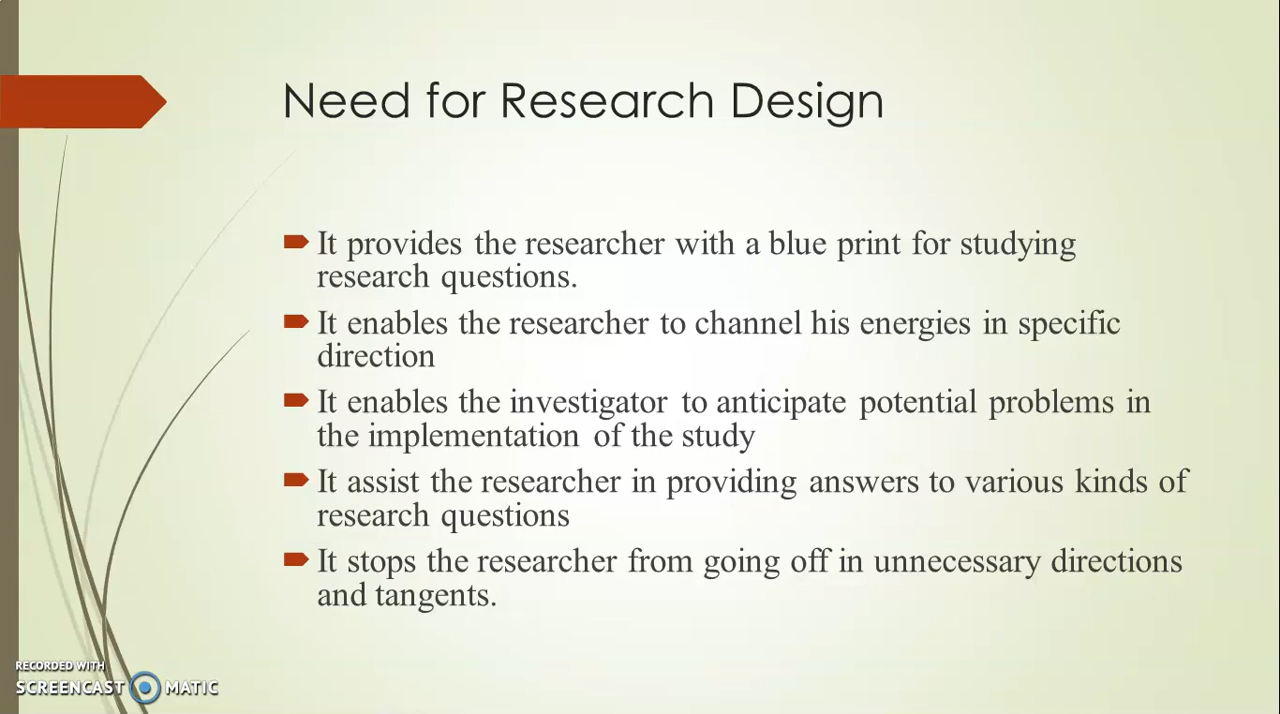 Need for Research Design
It provides the researcher with a blue print for studying
research questions.
It enables the researcher to channel his energies in specific
direction
It enables the investigator to anticipate potential problems in
the implementation of the study
It assist the researcher in providing answers to various kinds of
research questions
It stops the researcher from going off in unnecessary directions
and tangents.
RECORDED WITH
SCREENCAST MATIC